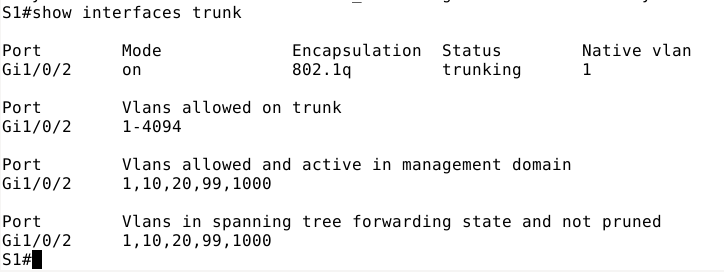 S1#show interfaces trunk
Port Mode Encapsulation Status Native vlan
Gi1/0/2 on 802.1q trunking 1
Port Vlans allowed on trunk
Gi1/0/2 1-4094
Port Vlans allowed and active in management domain
Gi1/0/2 1,10,20,99,1000
Port Vlans in spanning tree forwarding state and not pruned
Gi1/0/2 1,10,20,99,1000
S1#